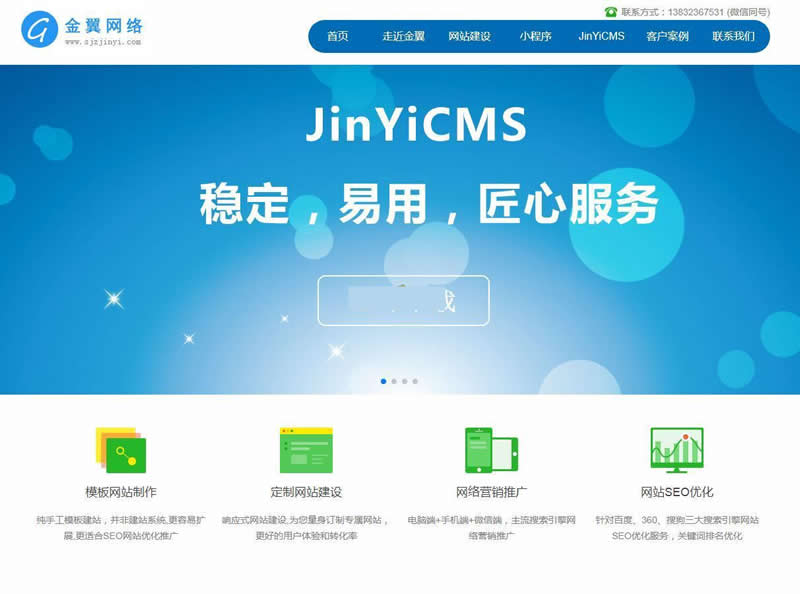 金翼网络
www.sjzjinyi.com
联系方式：13832367531 (微信同号)
首页 走近金翼 网站建设 小程序 JinYiCMS 客户案例 联系我们
JinYiCMS
稳定，易用，匠心服务
模板网站制作
纯手工模板建站，并非建站系统,更容易扩
展,更适合SEO网站优化推广
定制网站建设
响应式网站建设,为您量身订制专属网站，
更好的用户体验和转化率
网络营销推广
电脑端+手机端+微信端，主流搜索引擎网
络营销推广
网站SEO优化
针对百度、360、搜狗三大搜索引擎网站
SEO优化服务，关键词排名优化